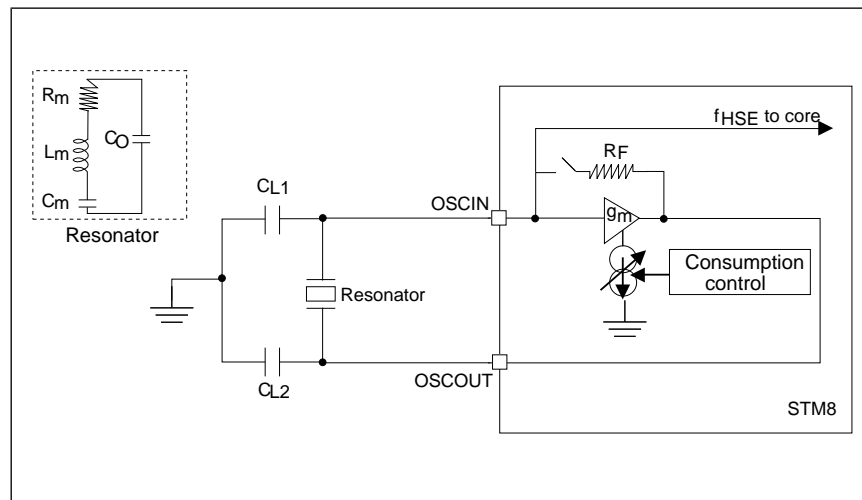 Rm
Lm
Cm
CO
Resonator
CL1
CL2
Resonator
OSCIN
OSCOUT
fHSE to core
RF
gm
Consumption
control
STM8